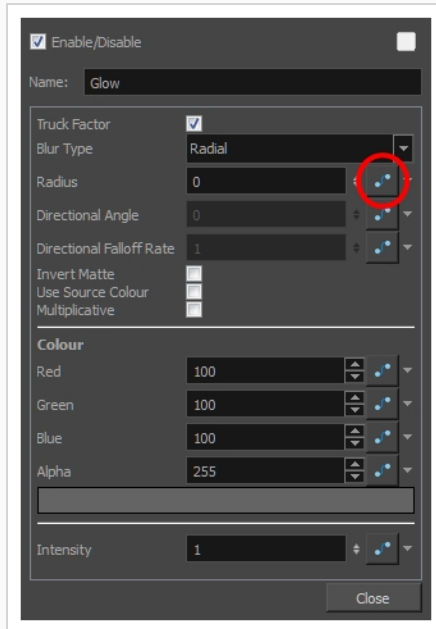 Enable/Disable
Name: Glow
Truck Factor
Blur Type Radial
Radius 0
Directional Angle 0
Directional Falloff Rate 1
Invert Matte
Use Source Colour
Multiplicative
Colour
Red 100
Green 100
Blue 100
Alpha 255
Intensity 1
Close